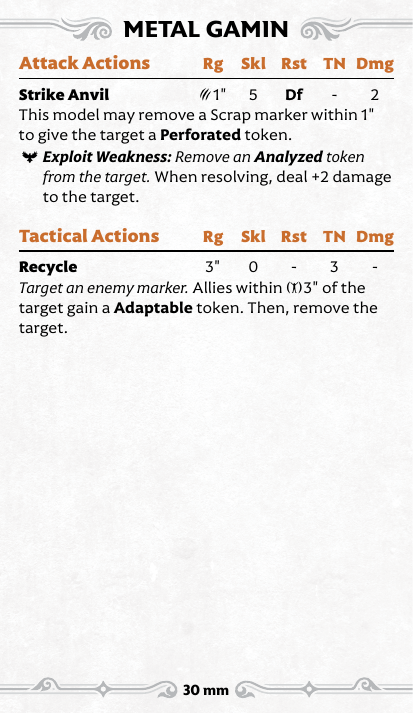 METAL GAMIN
Attack Actions Rg Skl Rst TN Dmg
Strike Anvil 1" 5 Df - 2
This model may remove a Scrap marker within 1"
to give the target a Perforated token.
Exploit Weakness: Remove an Analyzed token
from the target. When resolving, deal +2 damage
to the target.
Tactical Actions Rg Skl Rst TN Dmg
Recycle 3" 0 - 3 -
Target an enemy marker. Allies within 3" of the
target gain a Adaptable token. Then, remove the
target.
30 mm